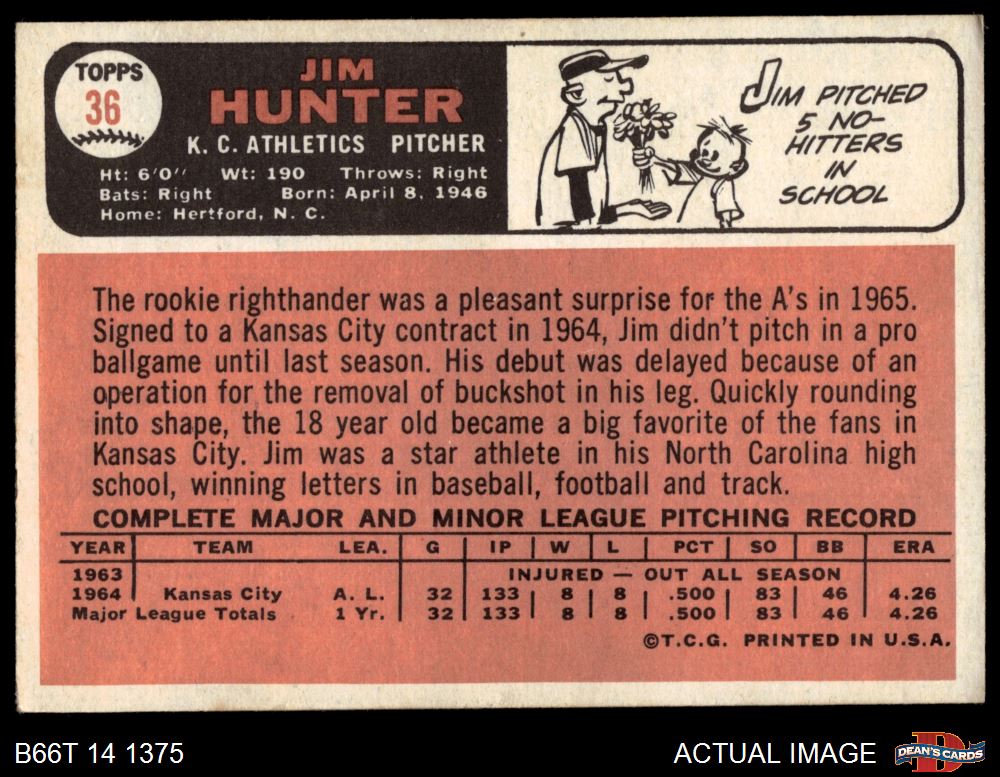 TOPPS
36
JIM
HUNTER
K. C. ATHLETICS PITCHER
Ht: 6'0" Wt: 190 Throws: Right
Bats: Right Born: April 8, 1946
Home: Hertford, N. C.
JIM PITCHED
5 NO-
HITTERS
IN
SCHOOL
The rookie righthander was a pleasant surprise for the A's in 1965.
Signed to a Kansas City contract in 1964, Jim didn't pitch in a pro
ballgame until last season. His debut was delayed because of an
operation for the removal of buckshot in his leg. Quickly rounding
into shape, the 18 year old became a big favorite of the fans in
Kansas City. Jim was a star athlete in his North Carolina high
school, winning letters in baseball, football and track.
COMPLETE MAJOR AND MINOR LEAGUE PITCHING RECORD
YEAR TEAM LEA. G IP W L PCT SO BB ERA
1963 INJURED — OUT ALL SEASON
1964 Kansas City A. L. 32 133 8 8 .500 83 46 4.26
Major League Totals 1 Yr. 32 133 8 8 .500 83 46 4.26
©T.C.G. PRINTED IN U.S.A.
B66T 14 1375
ACTUAL IMAGE
D
DEAN'S CARDS